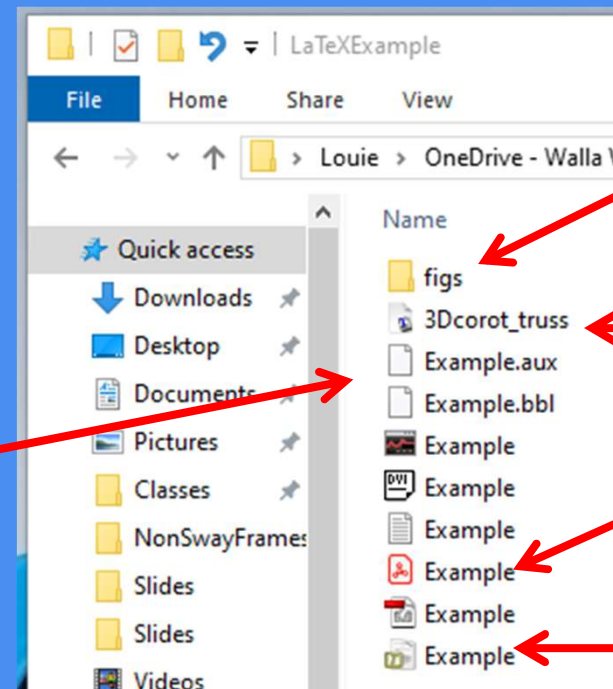 LaTeXExample
File Home Share View
Louie > OneDrive - Walla
Name
Quick access
Downloads
Desktop
Documents
Pictures
Classes
NonSwayFrames
Slides
Slides
Videos
figs
3Dcorot_truss
Example.aux
Example.bbl
Example
DVI Example
Example
Example
Example
Example